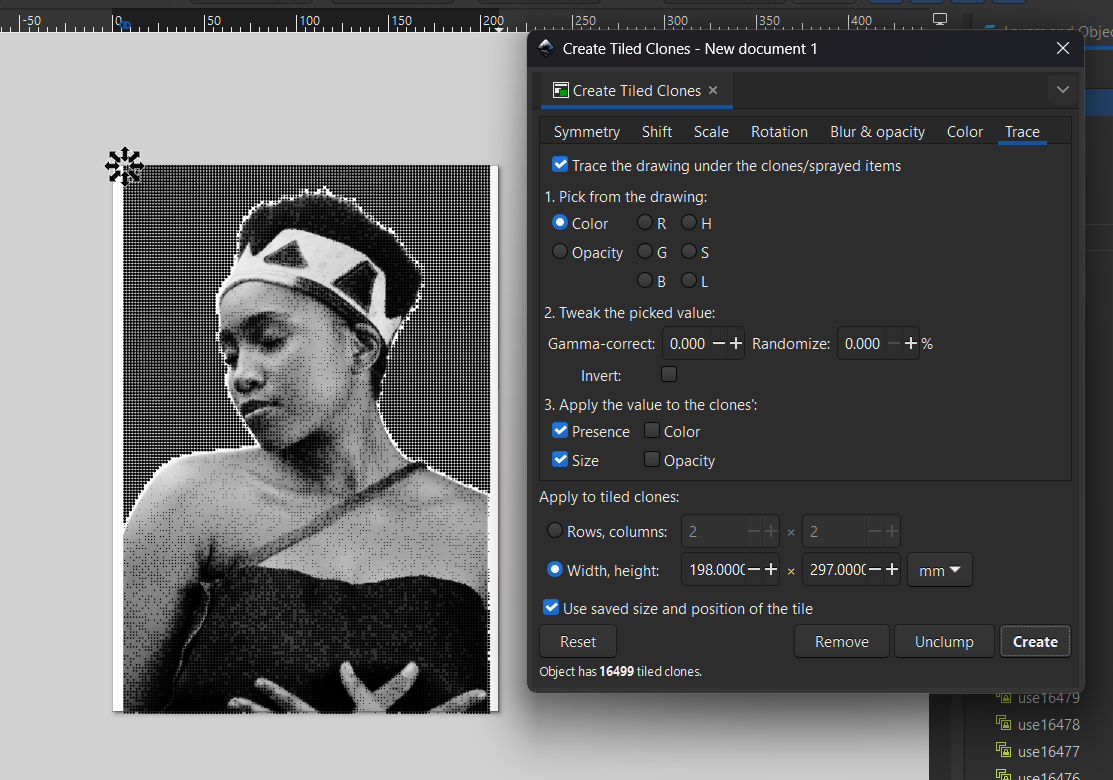 -50 0 50 100 150 200 250 300 350 400
Layers and Objec
Create Tiled Clones - New document 1
Create Tiled Clones
Symmetry Shift Scale Rotation Blur & opacity Color Trace
Trace the drawing under the clones/sprayed items
1. Pick from the drawing:
Color R H
Opacity G S
B L
2. Tweak the picked value:
Gamma-correct: 0.000 Randomize: 0.000 %
Invert:
3. Apply the value to the clones':
Presence Color
Size Opacity
Apply to tiled clones:
Rows, columns: 2 × 2
Width, height: 198.0000 × 297.0000 mm
Use saved size and position of the tile
Reset Remove Unclump Create
Object has 16499 tiled clones.
use16479
use16478
use16477
use16476